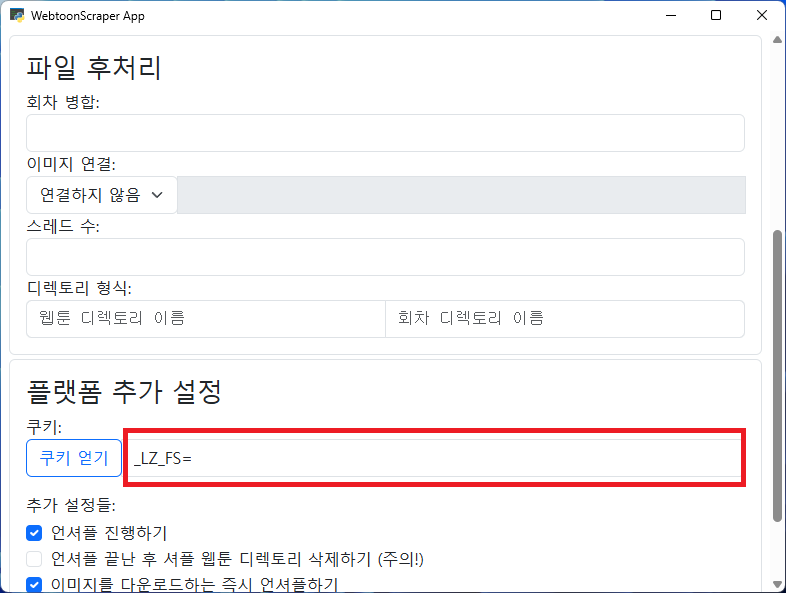 WebtoonScraper App
파일 후처리
회차 병합:
이미지 연결:
연결하지 않음
스레드 수:
디렉토리 형식:
웹툰 디렉토리 이름 회차 디렉토리 이름
플랫폼 추가 설정
쿠키:
쿠키 얻기 _LZ_FS=
추가 설정들:
언셔플 진행하기
언셔플 끝난 후 셔플 웹툰 디렉토리 삭제하기 (주의!)
이미지를 다운로드하는 즉시 언셔플하기